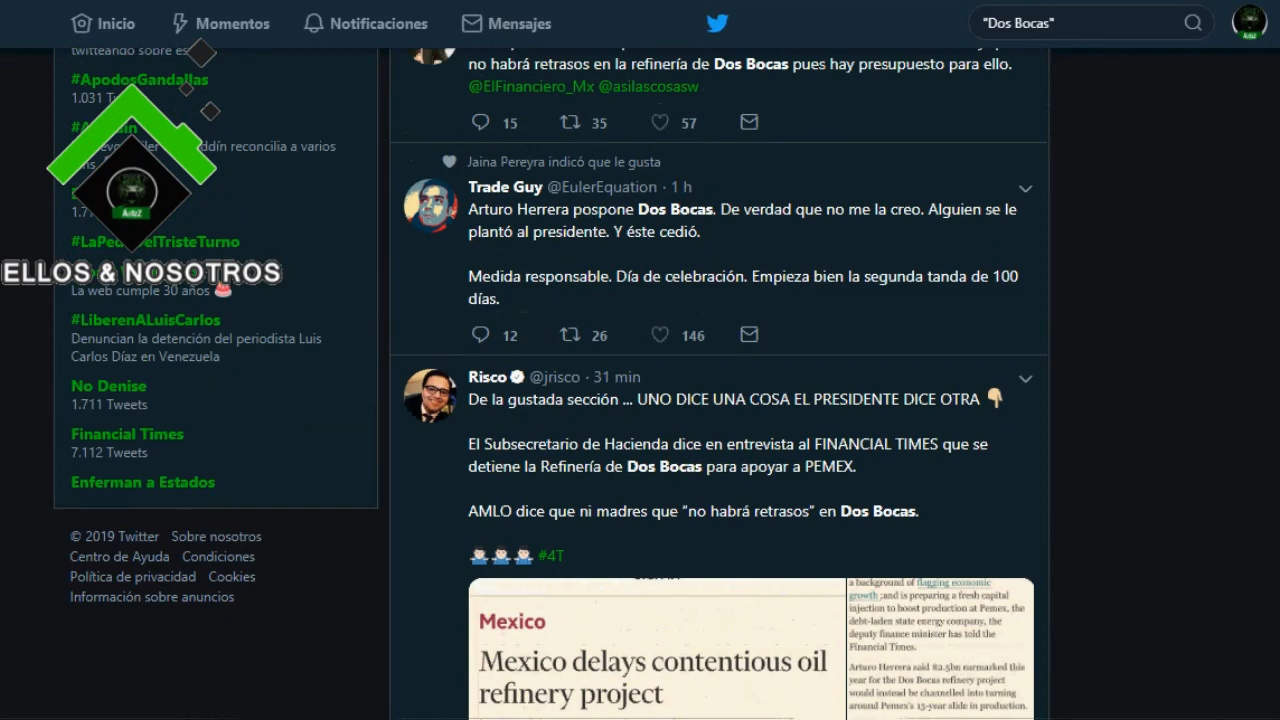 Inicio
Momentos
Notificaciones
Mensajes
"Dos Bocas"
twitteando sobre es
#ApodosGandallas
1.031 Tw
ddín reconcilia a varios
1.71
#LaPe DelTristeTurno
La web cumple 30 años
#LiberenALuisCarlos
Denuncian la detención del periodista Luis
Carlos Díaz en Venezuela
No Denise
1.711 Tweets
Financial Times
7.112 Tweets
Enferman a Estados
© 2019 Twitter Sobre nosotros
Centro de Ayuda Condiciones
Política de privacidad Cookies
Información sobre anuncios
ELLOS & NOSOTROS
no habrá retrasos en la refinería de Dos Bocas pues hay presupuesto para ello.
@ElFinanciero_Mx @asilascosasw
15 35 57
Jaina Pereyra indicó que le gusta
Trade Guy @EulerEquation · 1 h
Arturo Herrera pospone Dos Bocas. De verdad que no me la creo. Alguien se le
plantó al presidente. Y éste cedió.
Medida responsable. Día de celebración. Empieza bien la segunda tanda de 100
días.
12 26 146
Risco @jrisco · 31 min
De la gustada sección ... UNO DICE UNA COSA EL PRESIDENTE DICE OTRA
El Subsecretario de Hacienda dice en entrevista al FINANCIAL TIMES que se
detiene la Refinería de Dos Bocas para apoyar a PEMEX.
AMLO dice que ni madres que "no habrá retrasos" en Dos Bocas.
#4T
Mexico
Mexico delays contentious oil
refinery project
a background of flagging economic
growth ;and is preparing a fresh capital
injection to boost production at Pemex, the
debt-laden state energy company, the
deputy finance minister has told the
Financial Times.
Arturo Herrera said $2.5bn earmarked this
year for the Dos Bocas refinery project
would instead be channelled into turning
around Pemex's 15-year slide in production.